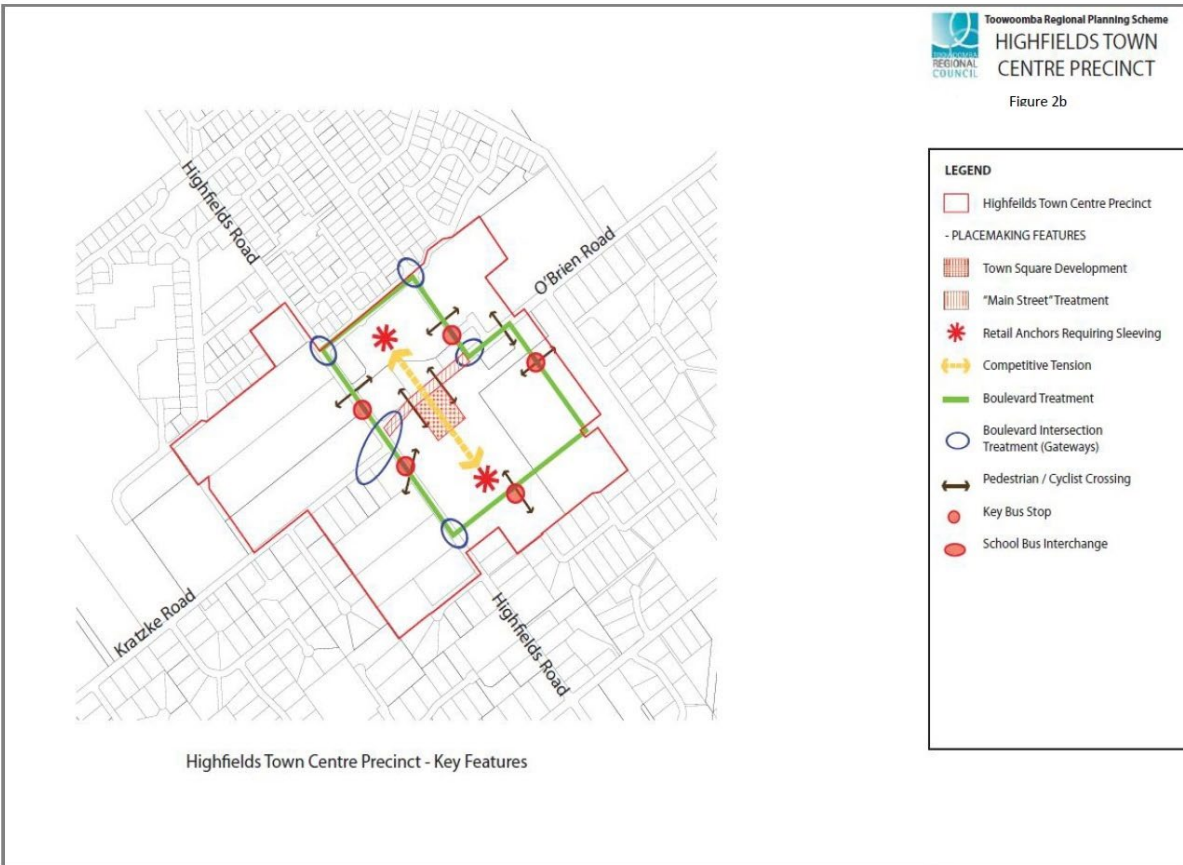 Toowoomba Regional Planning Scheme
HIGHFIELDS TOWN
CENTRE PRECINCT
TOOWOOMBA
REGIONAL
COUNCIL
Figure 2b
LEGEND
Highfeilds Town Centre Precinct
- PLACEMAKING FEATURES
Town Square Development
"Main Street" Treatment
Retail Anchors Requiring Sleeving
Competitive Tension
Boulevard Treatment
Boulevard Intersection
Treatment (Gateways)
Pedestrian / Cyclist Crossing
Key Bus Stop
School Bus Interchange
Highfields Road
O'Brien Road
Kratzke Road
Highfields Road
Highfields Town Centre Precinct - Key Features